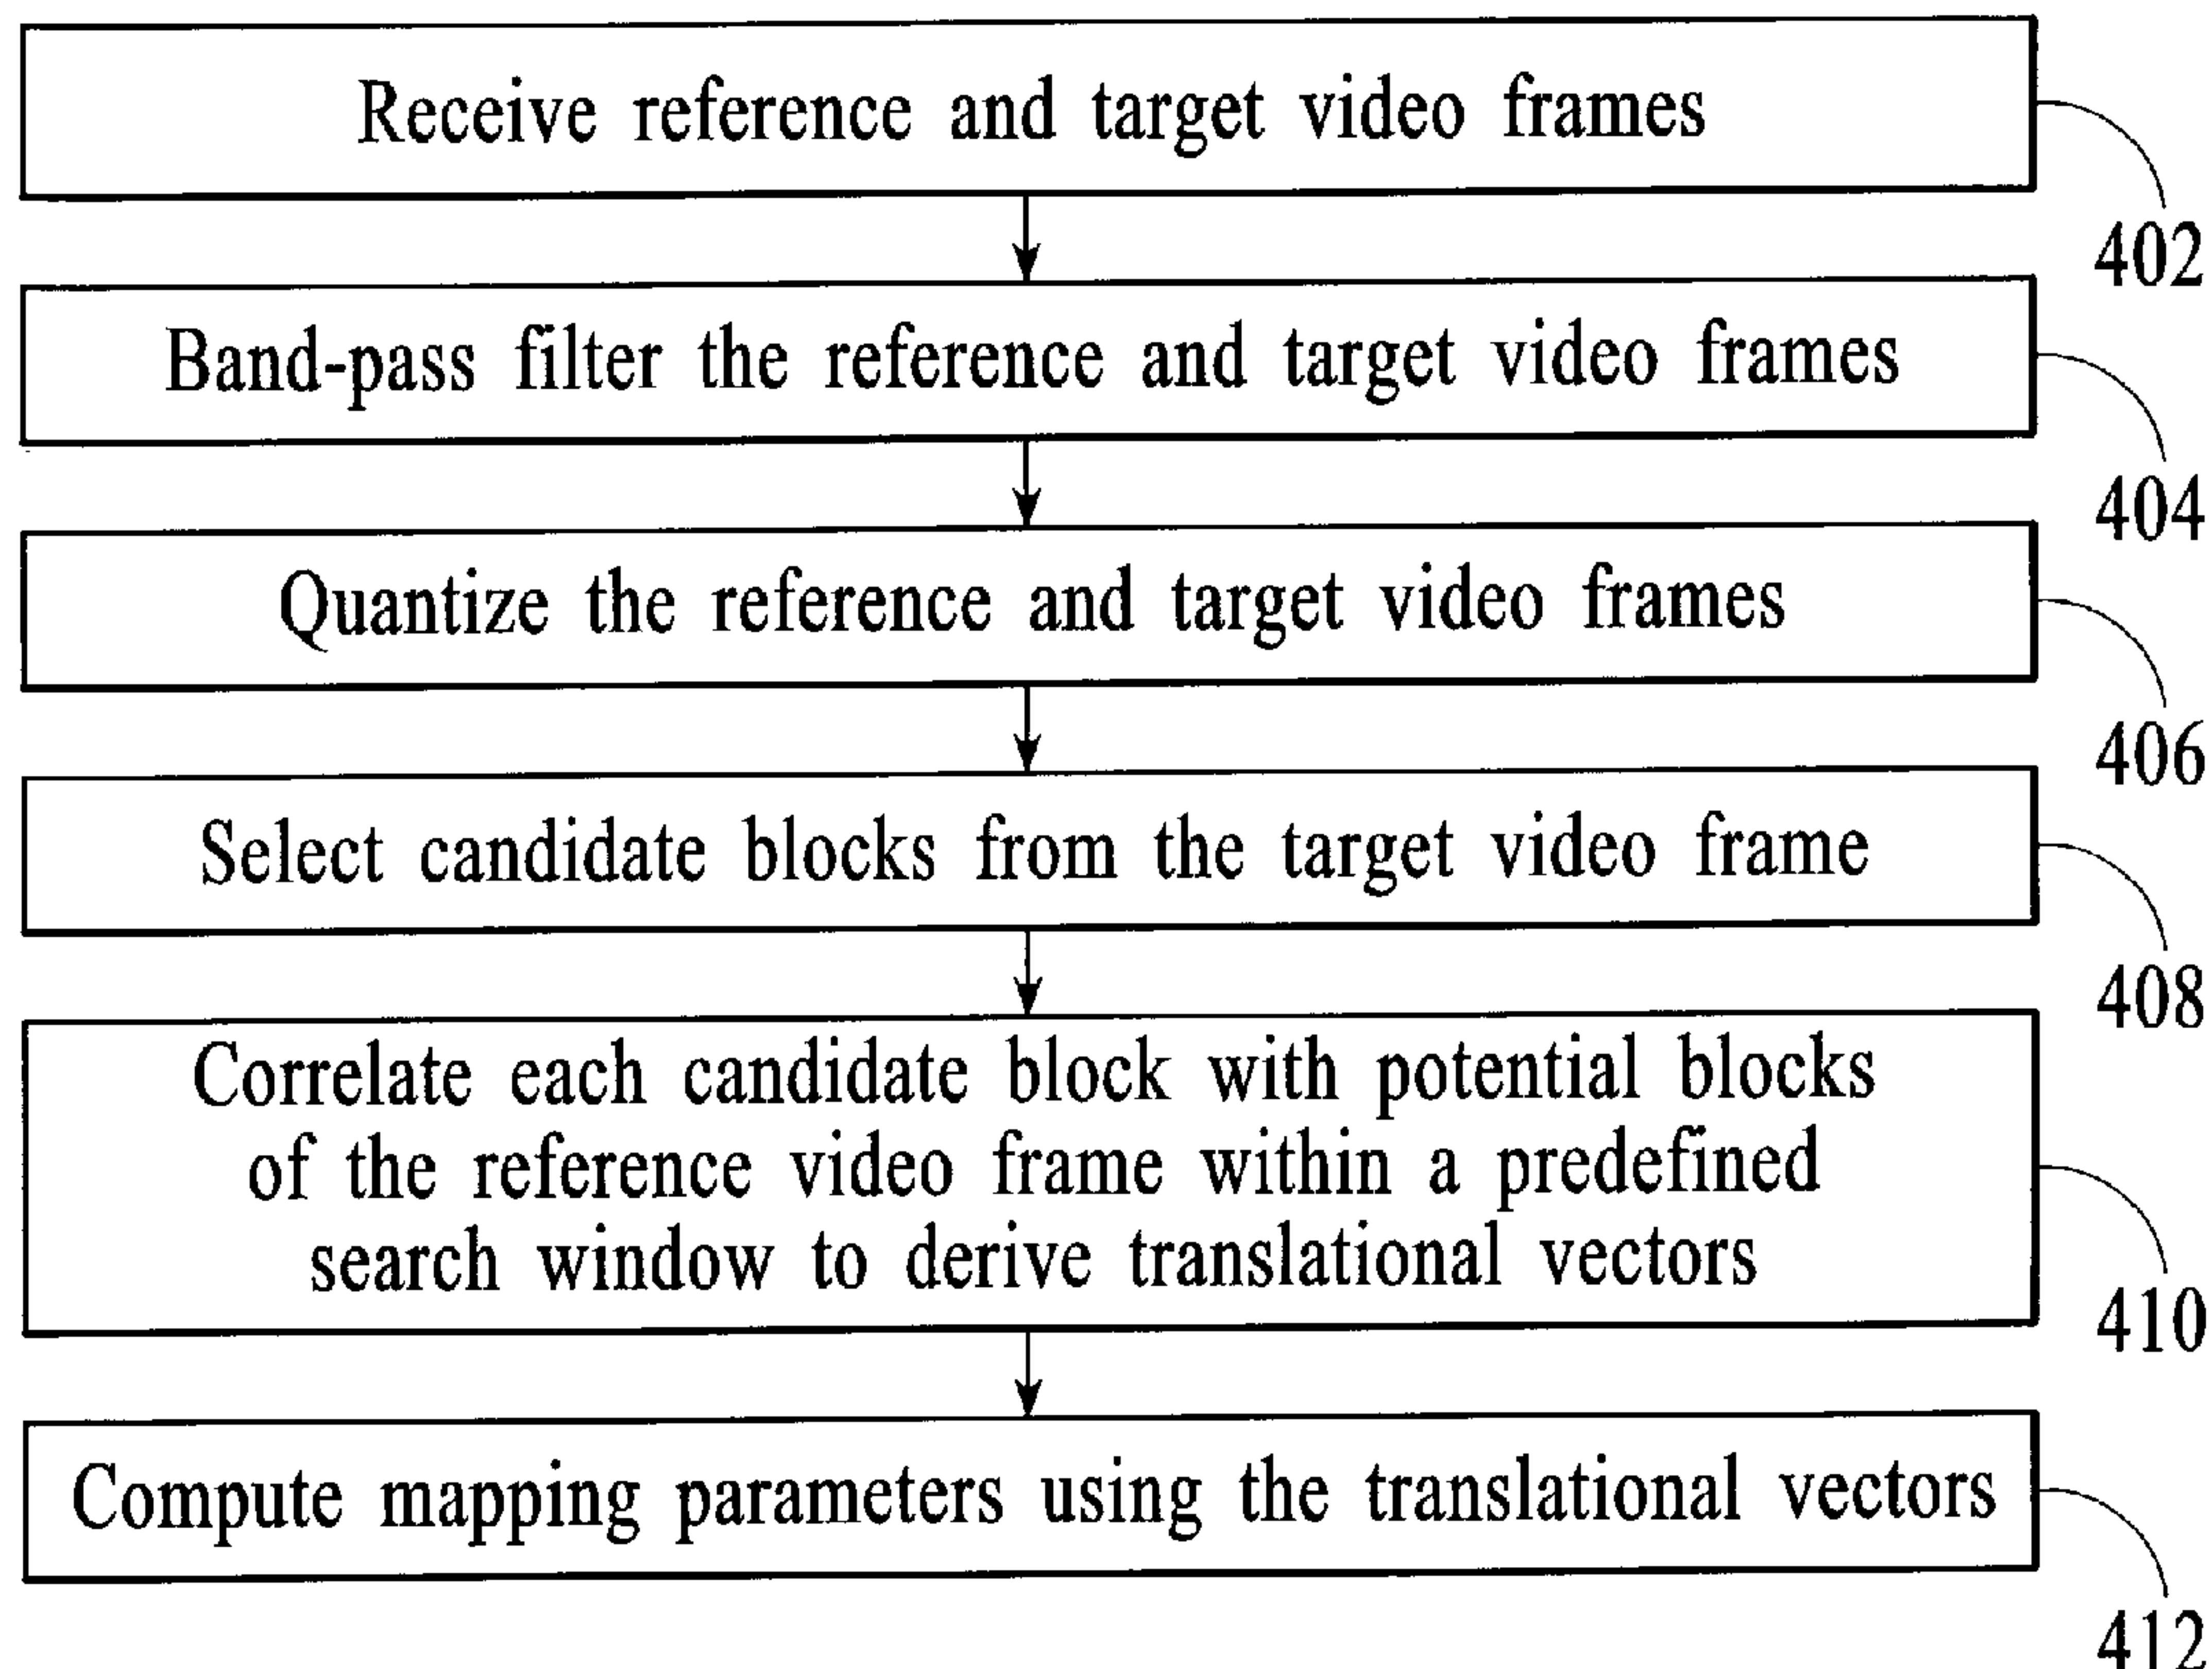 Receive reference and target video frames
402
Band-pass filter the reference and target video frames
404
Quantize the reference and target video frames
406
Select candidate blocks from the target video frame
408
Correlate each candidate block with potential blocks
of the reference video frame within a predefined
search window to derive translational vectors
410
Compute mapping parameters using the translational vectors
412